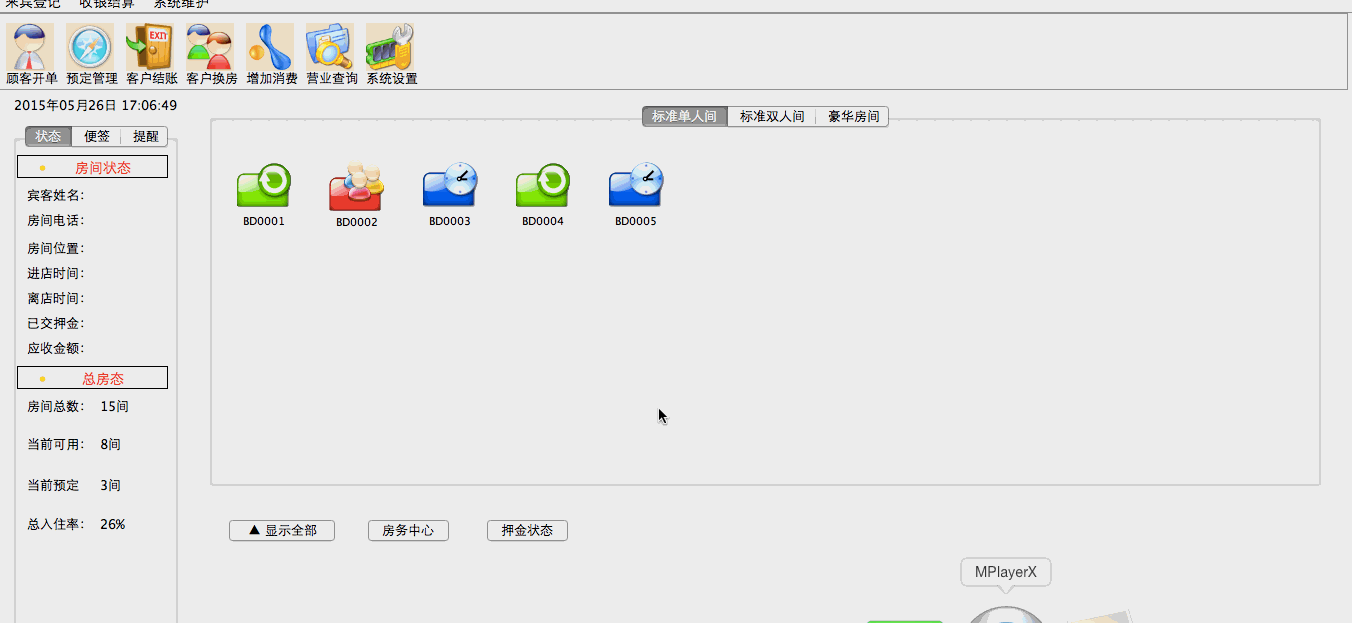 来宾登记 收银结算 系统维护
EXIT
顾客开单 预定管理 客户结账 客户换房 增加消费 营业查询 系统设置
2015年05月26日 17:06:49
标准单人间 标准双人间 豪华房间
状态 便签 提醒
房间状态
宾客姓名:
房间电话:
房间位置:
进店时间:
离店时间:
已交押金:
应收金额:
BD0001 BD0002 BD0003 BD0004 BD0005
总房态
房间总数: 15间
当前可用: 8间
当前预定 3间
总入住率: 26%
▲ 显示全部 房务中心 押金状态
MPlayerX